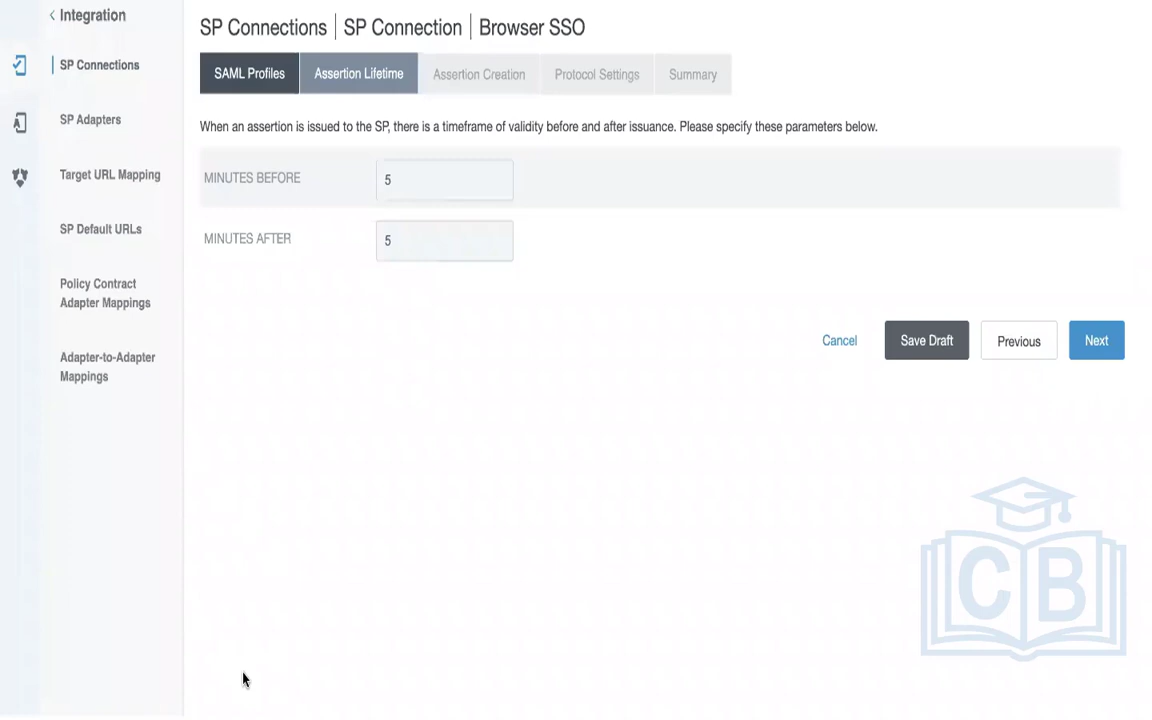 Integration
SP Connections
SP Adapters
Target URL Mapping
SP Default URLs
Policy Contract
Adapter Mappings
Adapter-to-Adapter
Mappings
SP Connections | SP Connection | Browser SSO
SAML Profiles
Assertion Lifetime
Assertion Creation
Protocol Settings
Summary
When an assertion is issued to the SP, there is a timeframe of validity before and after issuance. Please specify these parameters below.
MINUTES BEFORE 5
MINUTES AFTER 5
Cancel
Save Draft
Previous
Next
CB